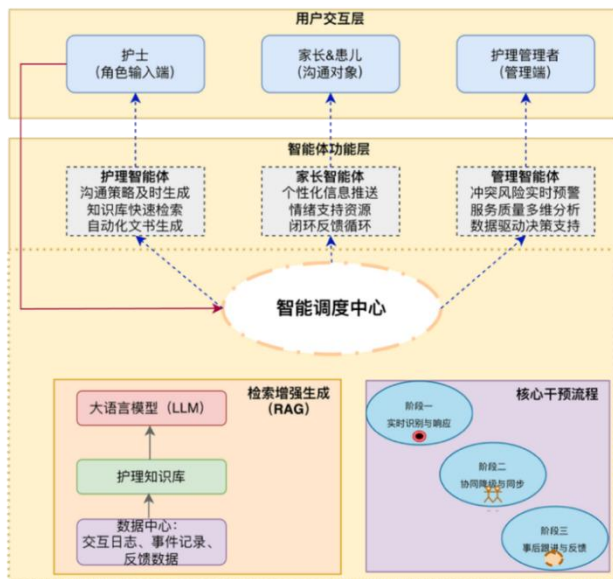 用户交互层
护士
(角色输入端)
家长&患儿
(沟通对象)
护理管理者
(管理端)
智能体功能层
护理智能体
沟通策略及时生成
知识库快速检索
自动化文书生成
家长智能体
个性化信息推送
情绪支持资源
闭环反馈循环
管理智能体
冲突风险实时预警
服务质量多维分析
数据驱动决策支持
智能调度中心
检索增强生成
(RAG)
大语言模型（LLM）
护理知识库
数据中心：
交互日志、事件记录、
反馈数据
核心干预流程
阶段一
实时识别与响应
阶段二
协同降级与同步
阶段三
事后跟进与反馈